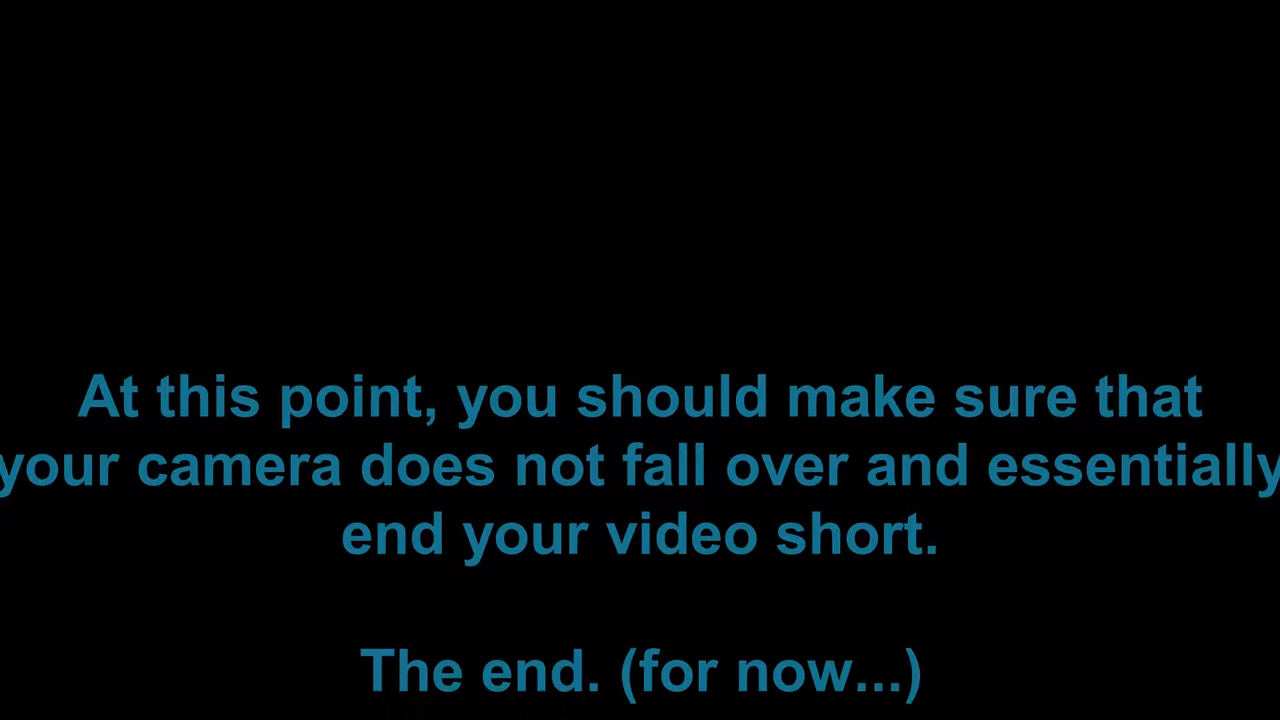 At this point, you should make sure that
your camera does not fall over and essentially
end your video short.
The end. (for now...)